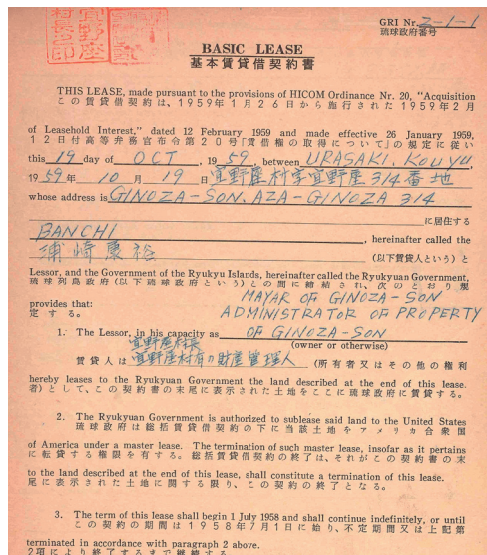 宜野座
村長之印
GRI Nr. 2-1-1
琉球政府番号
BASIC LEASE
基本賃貸借契約書
THIS LEASE, made pursuant to the provisions of HICOM Ordinance Nr. 20, "Acquisition
この賃貸借契約は、1959年1月26日から施行された1959年2月
of Leasehold Interest," dated 12 February 1959 and made effective 26 January 1959,
12日付高等弁務官布令第20号「賃借権の取得について」の規定に従い
this 19 day of OCT, 1959, between URASAKI, KOUYU,
1959年 10 月 19 日 宜野座村字宜野座314番地
whose address is GINOZA-SON. AZA-GINOZA 314
に居住する
BANCHI, hereinafter called the
浦崎康裕 (以下賃貸人という) と
Lessor, and the Government of the Ryukyu Islands, hereinafter called the Ryukyuan Government,
琉球列島政府 (以下琉球政府という) との間に締結され、次のとおり規
provides that: MAYAR OF GINOZA-SON
定する。 ADMINISTRATOR OF PROPERTY
1. The Lessor, in his capacity as OF GINOZA-SON
宜野座村長 (owner or otherwise)
賃貸人は 宜野座村有の財産管理人 (所有者又はその他の権利
hereby leases to the Ryukyuan Government the land described at the end of this lease.
者) として、この契約書の末尾に表示された土地をここに琉球政府に賃貸する。
2. The Ryukyuan Government is authorized to sublease said land to the United States
琉球政府は総括賃貸借契約の下に当該土地をアメリカ合衆国
of America under a master lease. The termination of such master lease, insofar as it pertains
に転貸する権限を有する。総括賃貸借契約の終了は、それがこの契約書の末
to the land described at the end of this lease, shall constitute a termination of this lease.
尾に表示された土地に関する限り、この契約の終了となる。
3. The term of this lease shall begin 1 July 1958 and shall continue indefinitely, or until
この契約の期間は1958年7月1日に始り、不定期間又は上記第
terminated in accordance with paragraph 2 above.
2項により終了するまで継続する。